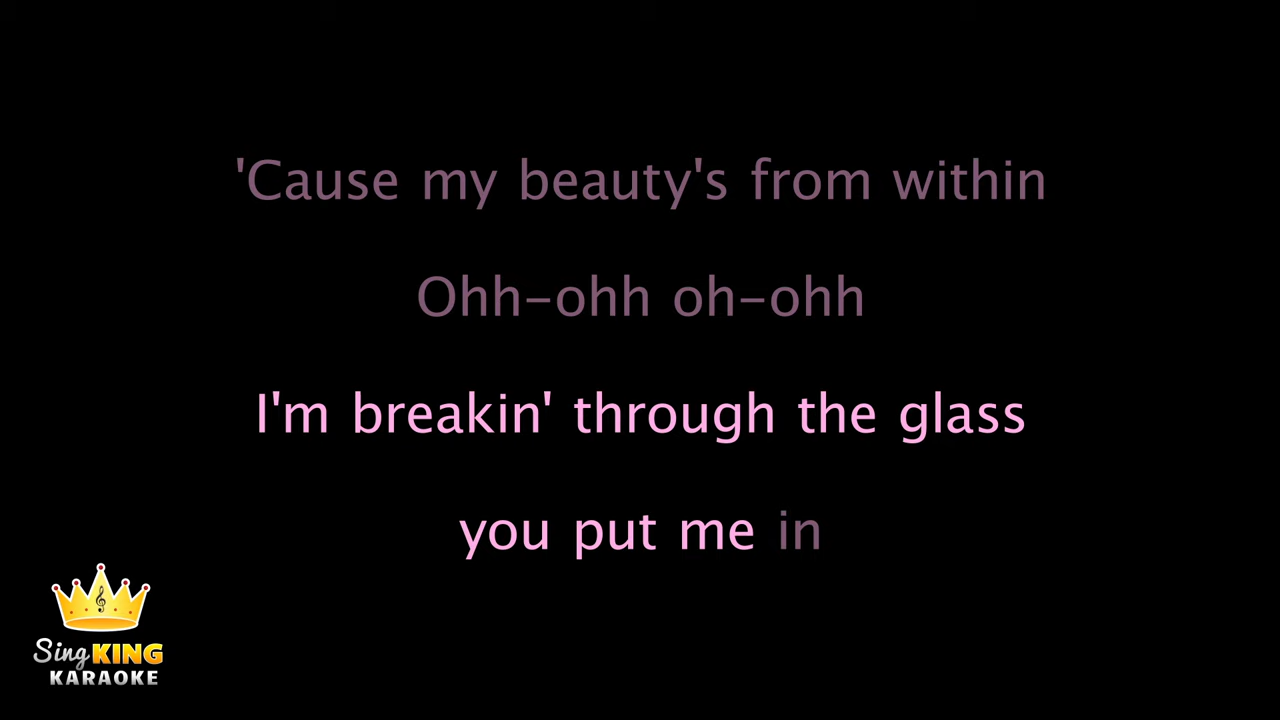 'Cause my beauty's from within
Ohh-ohh oh-ohh
I'm breakin' through the glass
you put me in
Sing KING
KARAOKE